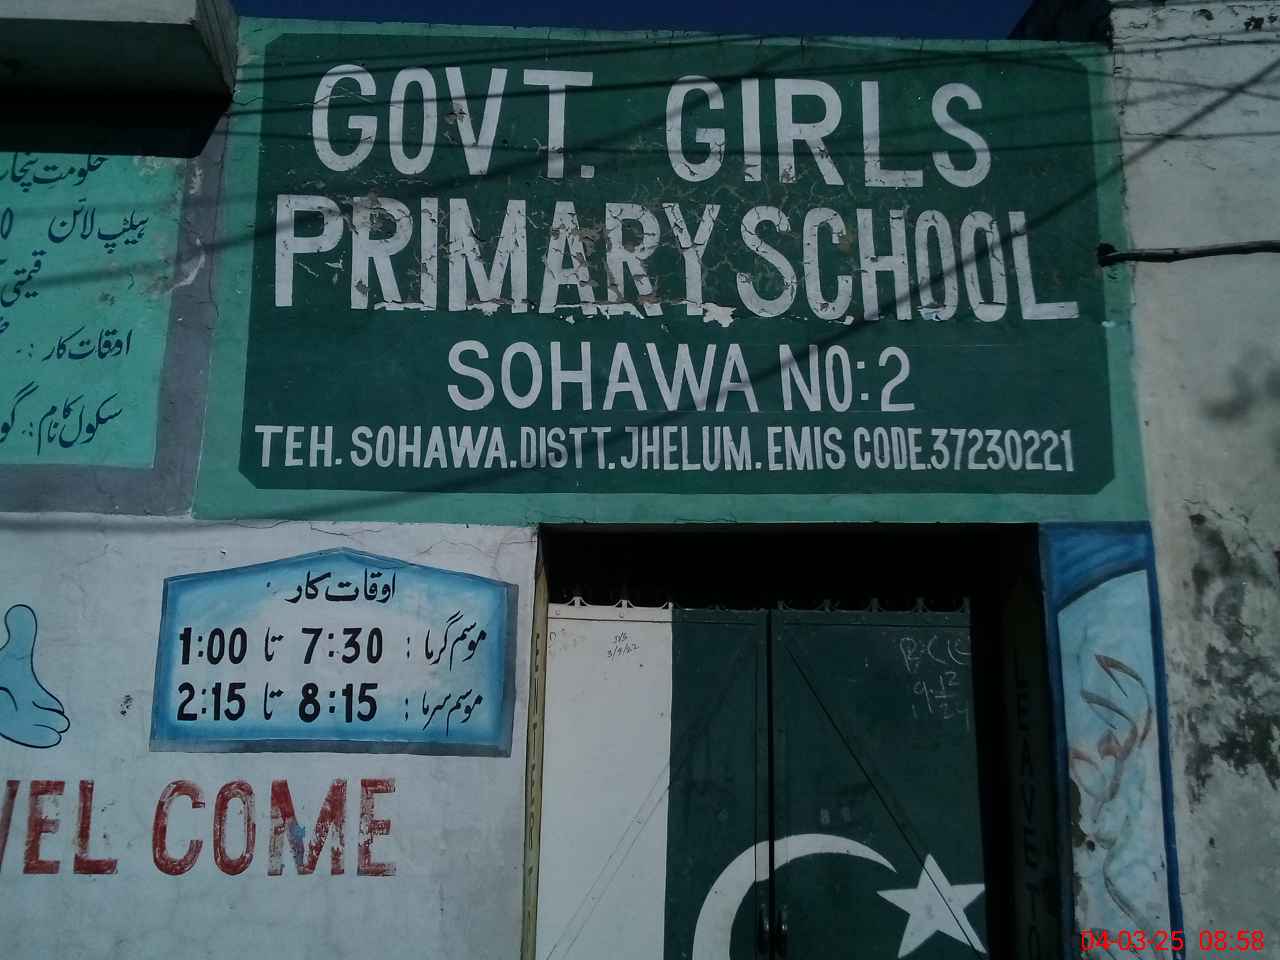 GOVT. GIRLS
PRIMARY SCHOOL
SOHAWA NO:2
TEH. SOHAWA. DISTT. JHELUM. EMIS CODE. 37230221
حکومت پنجاب
ہیلپ لائن
اوقات کار :
سکول کا نام :
اوقات کار :
موسم گرما : 7:30 تا 1:00
موسم سرما : 8:15 تا 2:15
WEL COME
04-03-25 08:58